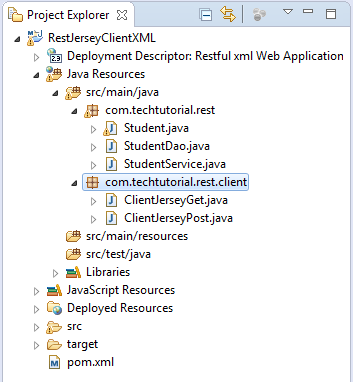 Project Explorer
RestJerseyClientXML
Deployment Descriptor: Restful xml Web Application
Java Resources
src/main/java
com.techtutorial.rest
Student.java
StudentDao.java
StudentService.java
com.techtutorial.rest.client
ClientJerseyGet.java
ClientJerseyPost.java
src/main/resources
src/test/java
Libraries
JavaScript Resources
Deployed Resources
src
target
pom.xml